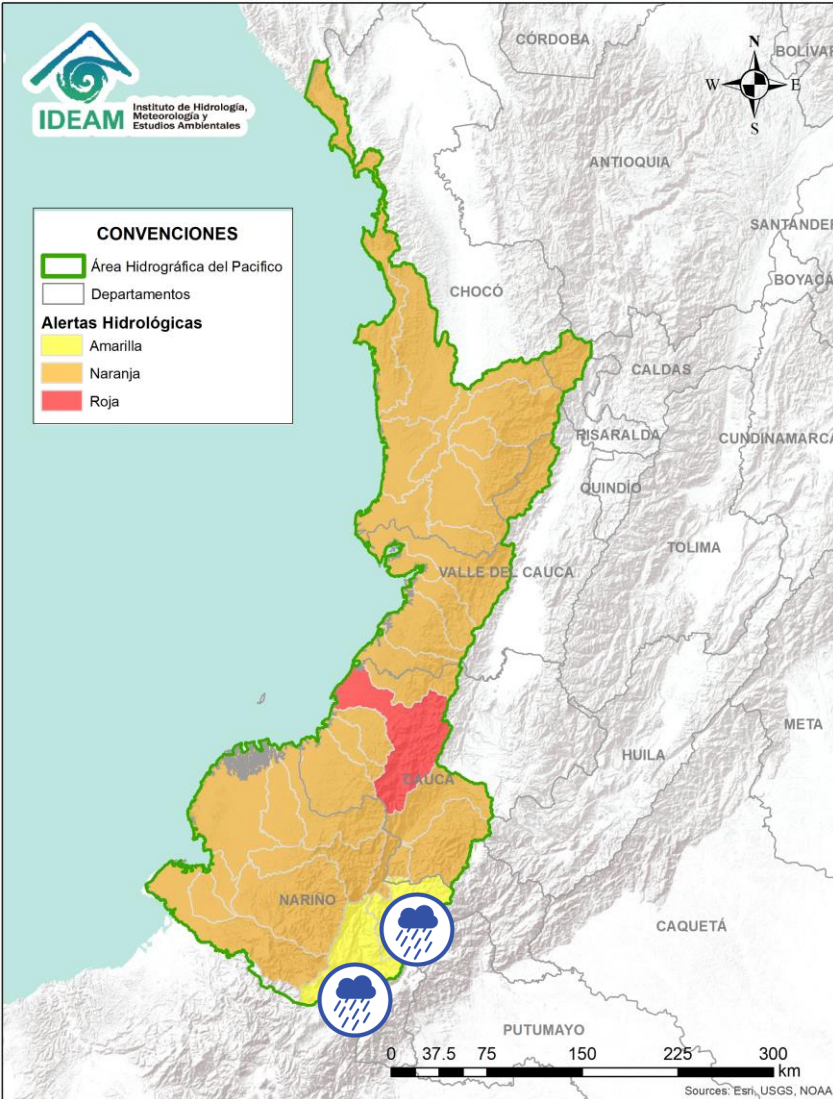 IDEAM
Instituto de Hidrología,
Meteorología y
Estudios Ambientales
CÓRDOBA
N
W
E
S
BOLÍVAR
ANTIOQUIA
SANTANDER
BOYACÁ
CONVENCIONES
Área Hidrográfica del Pacifico
Departamentos
Alertas Hidrológicas
Amarilla
Naranja
Roja
CHOCÓ
CALDAS
RISARALDA
CUNDINAMARCA
QUINDÍO
TOLIMA
VALLE DEL CAUCA
META
HUILA
CAUCA
NARIÑO
CAQUETÁ
PUTUMAYO
0 37.5 75 150 225 300
km
Sources: Esri, USGS, NOAA